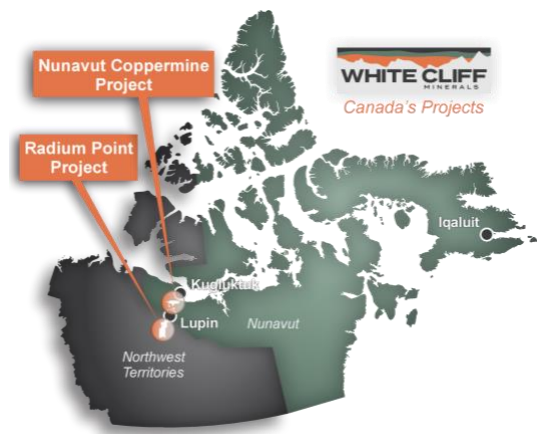 Nunavut Coppermine
Project
Radium Point
Project
WHITE CLIFF
MINERALS
Canada's Projects
Iqaluit
Kugluktuk
Lupin
Nunavut
Northwest
Territories